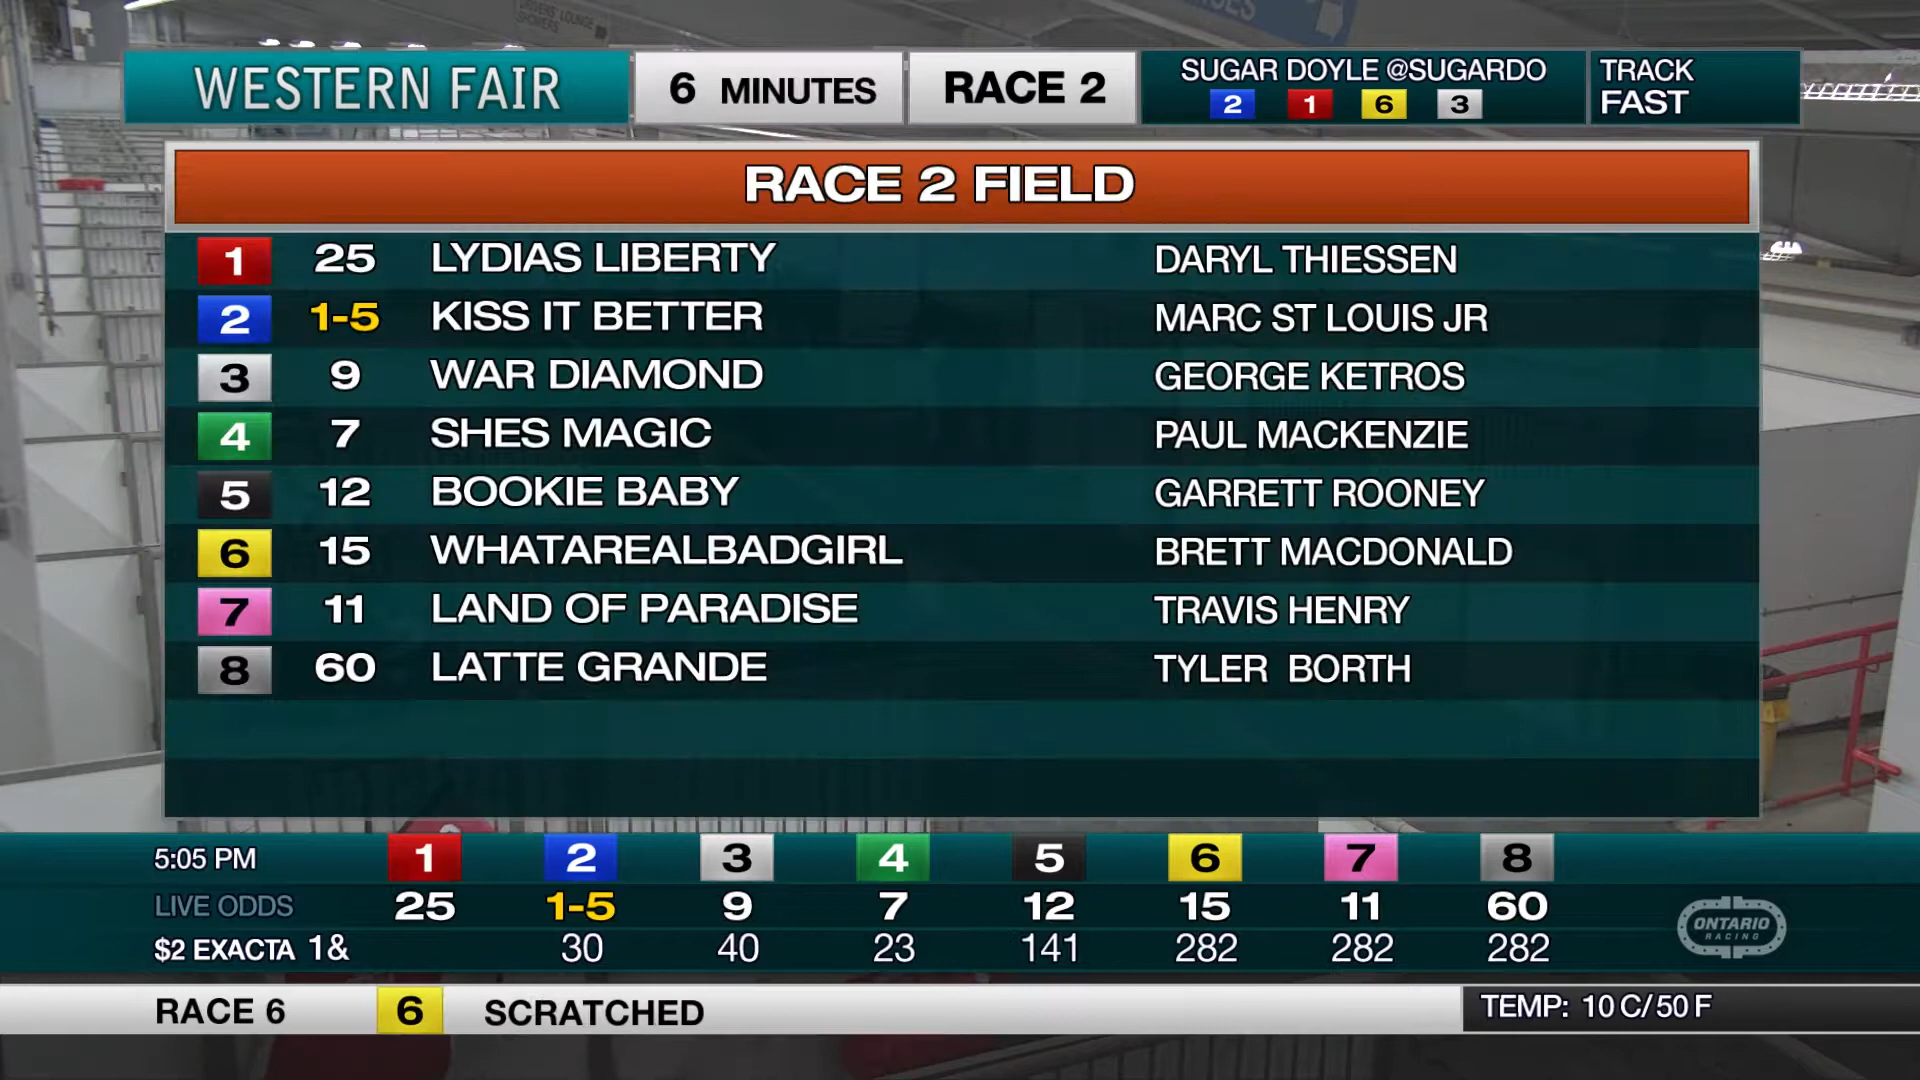 DRIVERS' LOUNGE
SHOWERS
WESTERN FAIR
6 MINUTES
RACE 2
SUGAR DOYLE @SUGARDO
2 1 6 3
TRACK
FAST
RACE 2 FIELD
1 25 LYDIAS LIBERTY DARYL THIESSEN
2 1-5 KISS IT BETTER MARC ST LOUIS JR
3 9 WAR DIAMOND GEORGE KETROS
4 7 SHES MAGIC PAUL MACKENZIE
5 12 BOOKIE BABY GARRETT ROONEY
6 15 WHATAREALBADGIRL BRETT MACDONALD
7 11 LAND OF PARADISE TRAVIS HENRY
8 60 LATTE GRANDE TYLER BORTH
5:05 PM 1 2 3 4 5 6 7 8
LIVE ODDS 25 1-5 9 7 12 15 11 60
$2 EXACTA 1& 30 40 23 141 282 282 282
ONTARIO
RACING
RACE 6 6 SCRATCHED
TEMP: 10 C/50 F